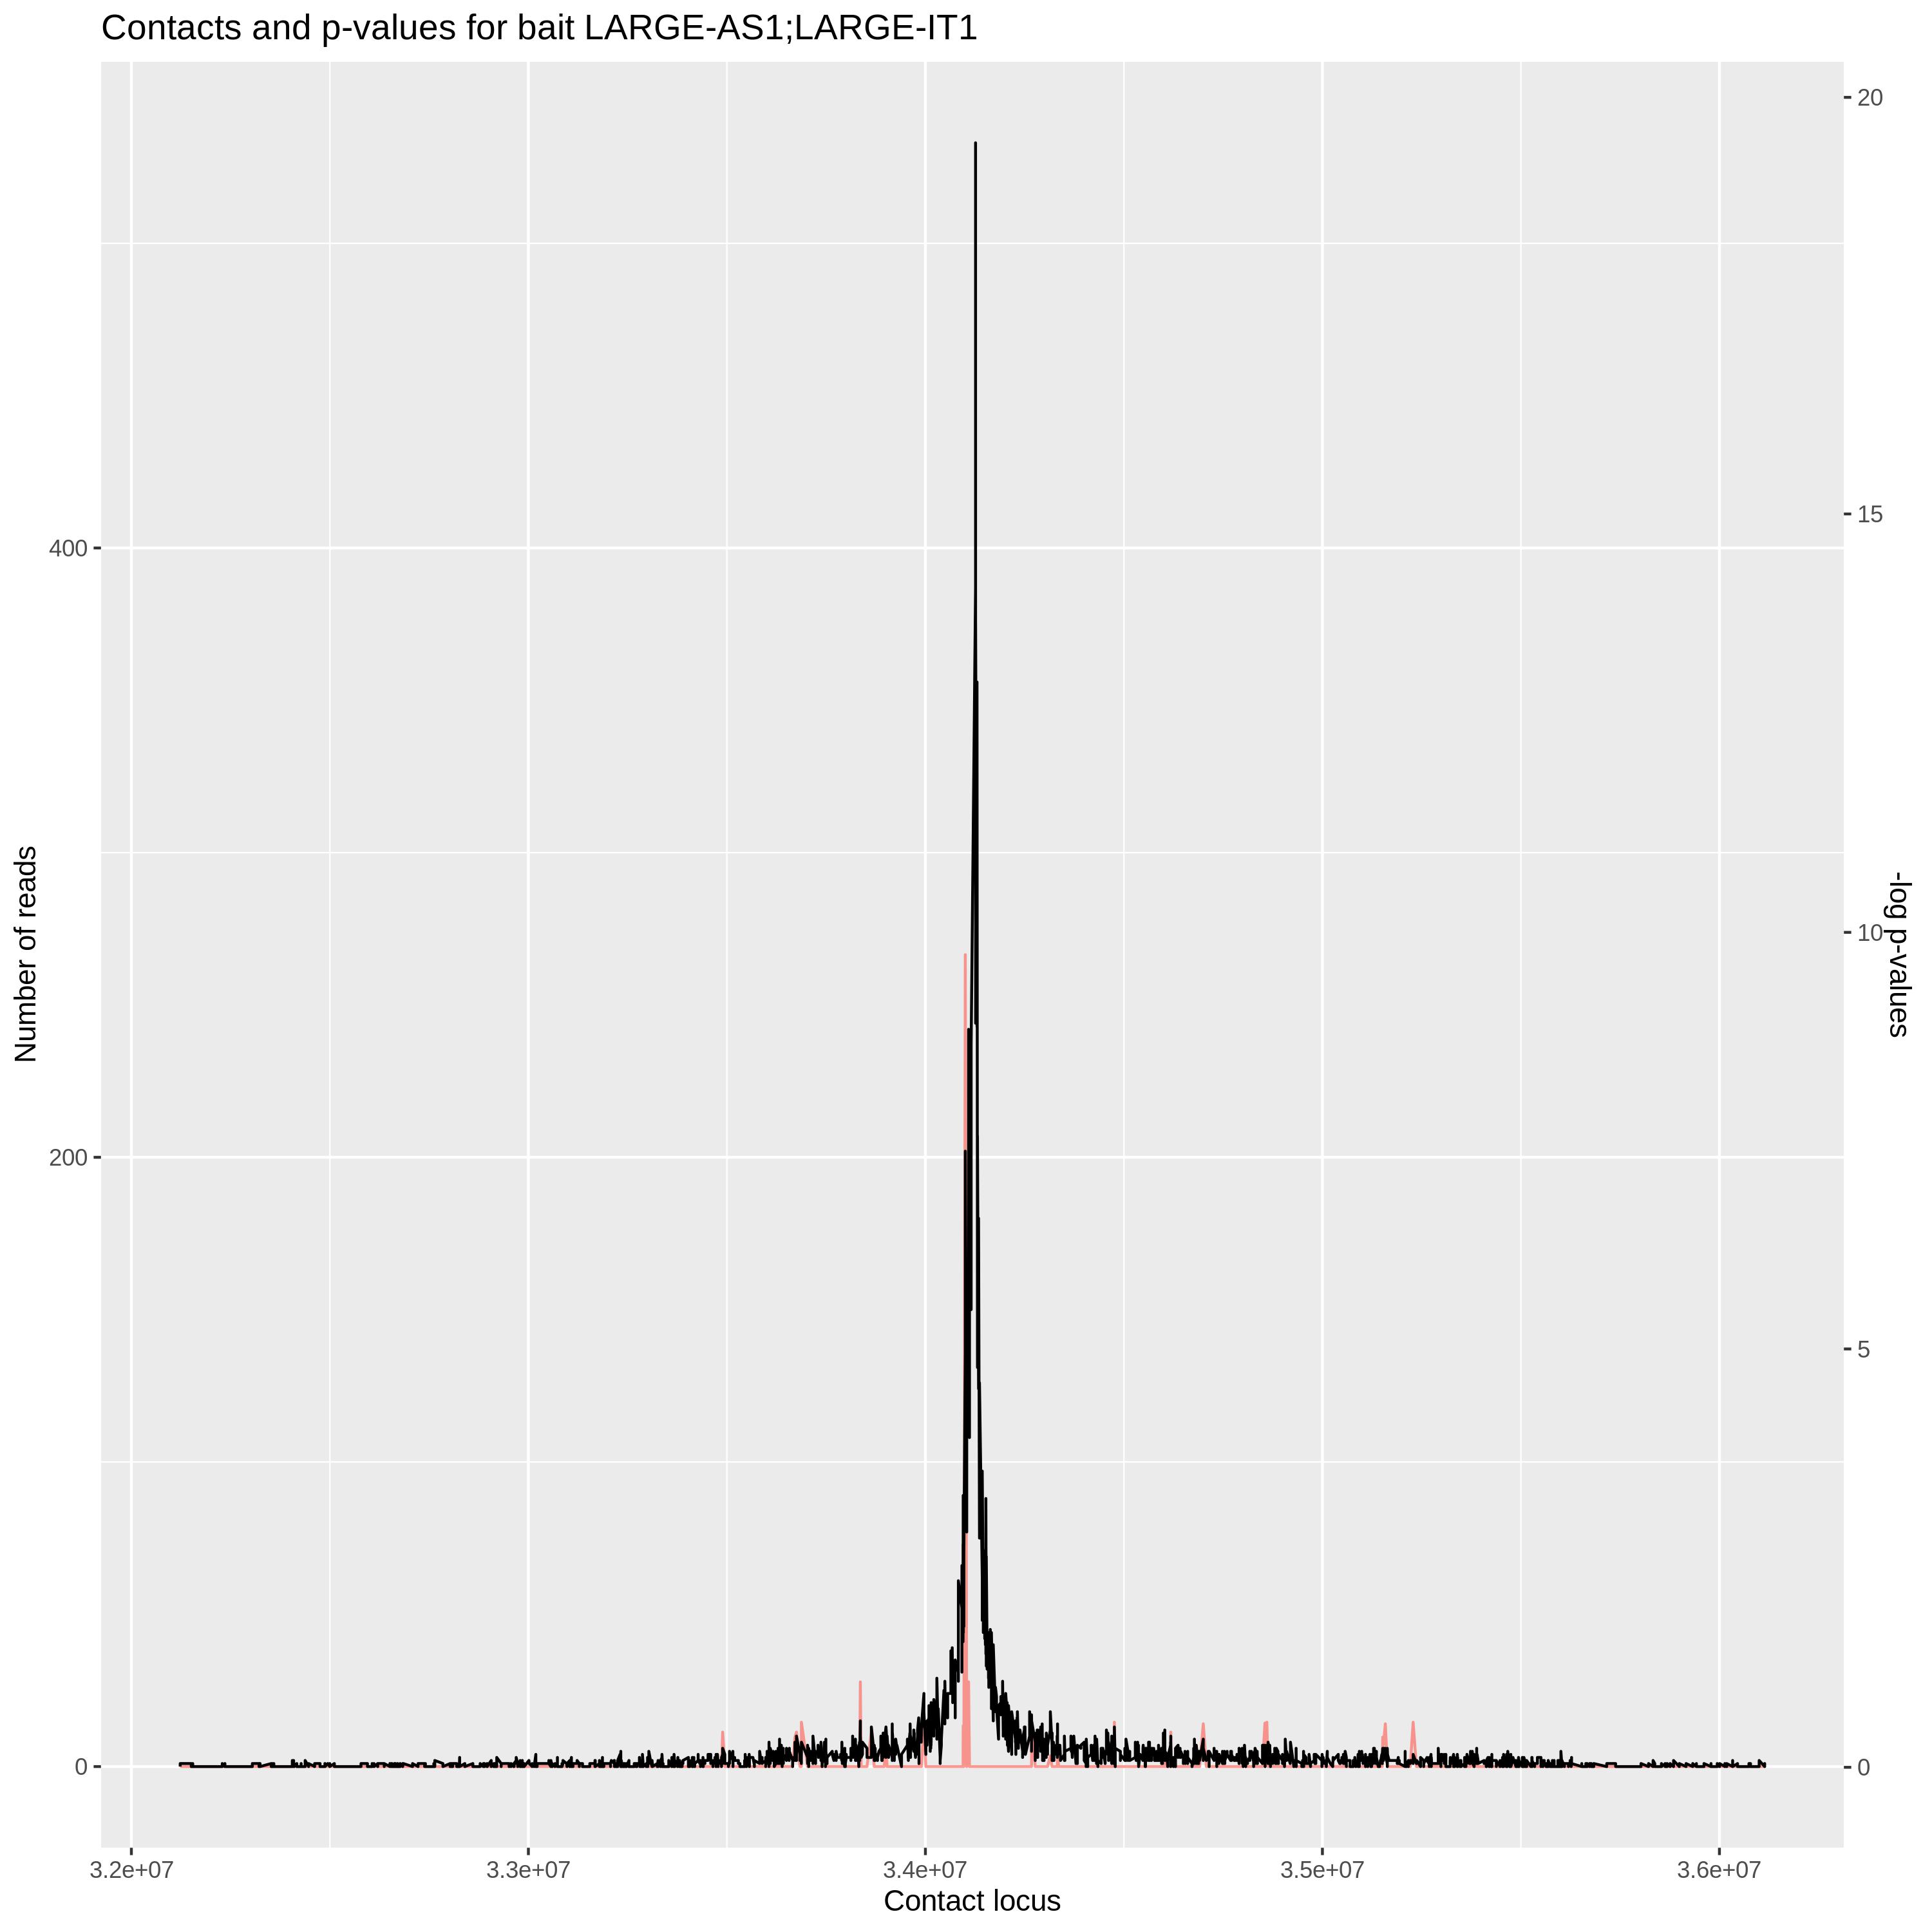 Contacts and p-values for bait LARGE-AS1;LARGE-IT1
Number of reads
400
200
0
20
15
10
5
0
-log p-values
3.2e+07 3.3e+07 3.4e+07 3.5e+07 3.6e+07
Contact locus